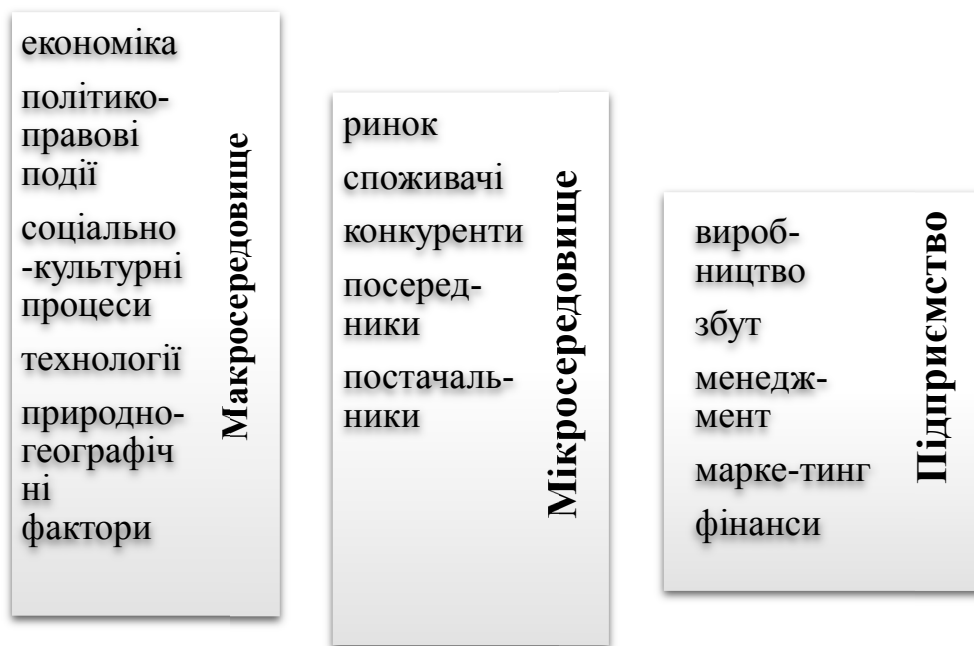 економіка
політико-
правові
події
соціально
-культурні
процеси
технології
природно-
географіч
ні
фактори
Макросередовище
ринок
споживачі
конкуренти
посеред-
ники
постачаль-
ники
Мікросередовище
вироб-
ництво
збут
менедж-
мент
марке-тинг
фінанси
Підприємство